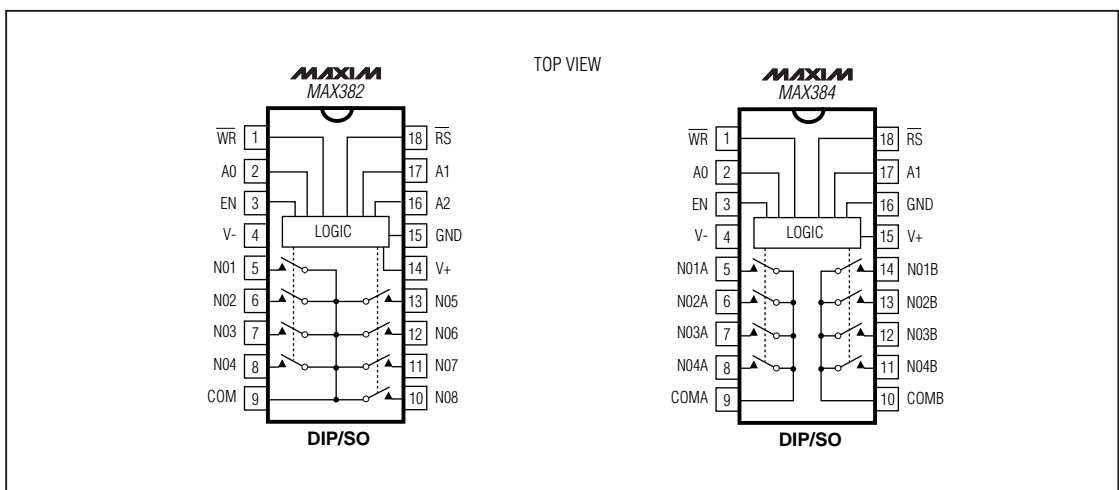 TOP VIEW
MAXIM
MAX382
WR 1
A0 2
EN 3
V- 4
N01 5
N02 6
N03 7
N04 8
COM 9
18 RS
17 A1
16 A2
15 GND
14 V+
13 N05
12 N06
11 N07
10 N08
LOGIC
DIP/SO
MAXIM
MAX384
WR 1
A0 2
EN 3
V- 4
N01A 5
N02A 6
N03A 7
N04A 8
COMA 9
18 RS
17 A1
16 GND
15 V+
14 N01B
13 N02B
12 N03B
11 N04B
10 COMB
LOGIC
DIP/SO